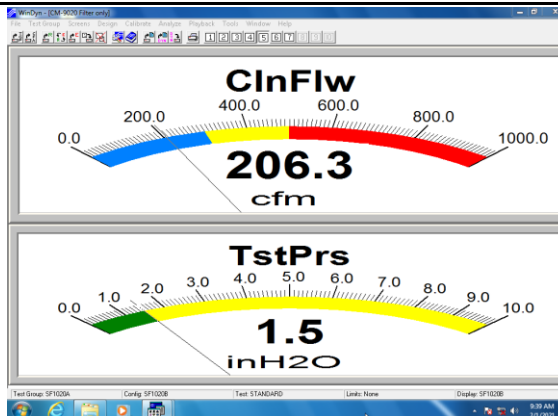 WinDyn - [CM-9020 Filter only]
File Test Group Screens Design Calibrate Analyze Playback Tools Window Help
1 2 3 4 5 6 7
ClnFlw
0.0 200.0 400.0 600.0 800.0 1000.0
206.3
cfm
TstPrs
0.0 1.0 2.0 3.0 4.0 5.0 6.0 7.0 8.0 9.0 10.0
1.5
inH2O
Test Group: SF1020A Config: SF1020B Test: STANDARD Limits: None Display: SF1020B
9:39 AM